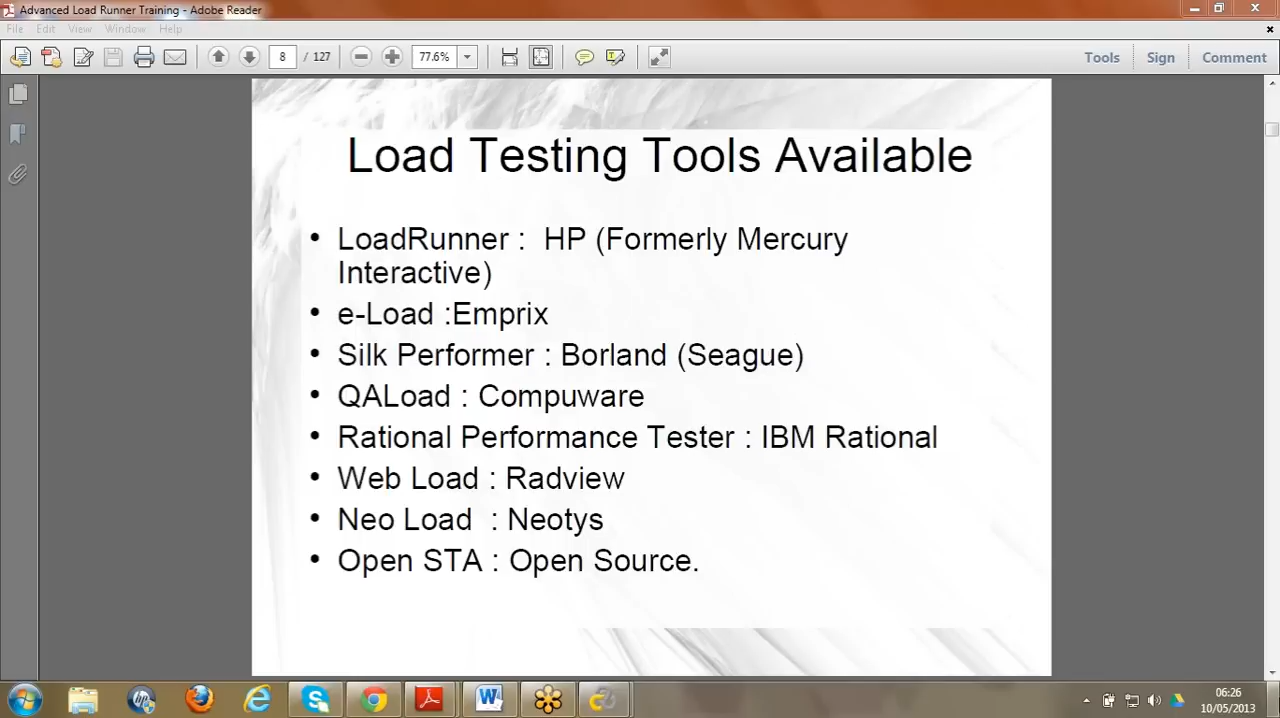 Advanced Load Runner Training - Adobe Reader
File Edit View Window Help
8 / 127 77.6% Tools Sign Comment
Load Testing Tools Available
• LoadRunner : HP (Formerly Mercury
Interactive)
• e-Load :Emprix
• Silk Performer : Borland (Seague)
• QALoad : Compuware
• Rational Performance Tester : IBM Rational
• Web Load : Radview
• Neo Load : Neotys
• Open STA : Open Source.
06:26
10/05/2013